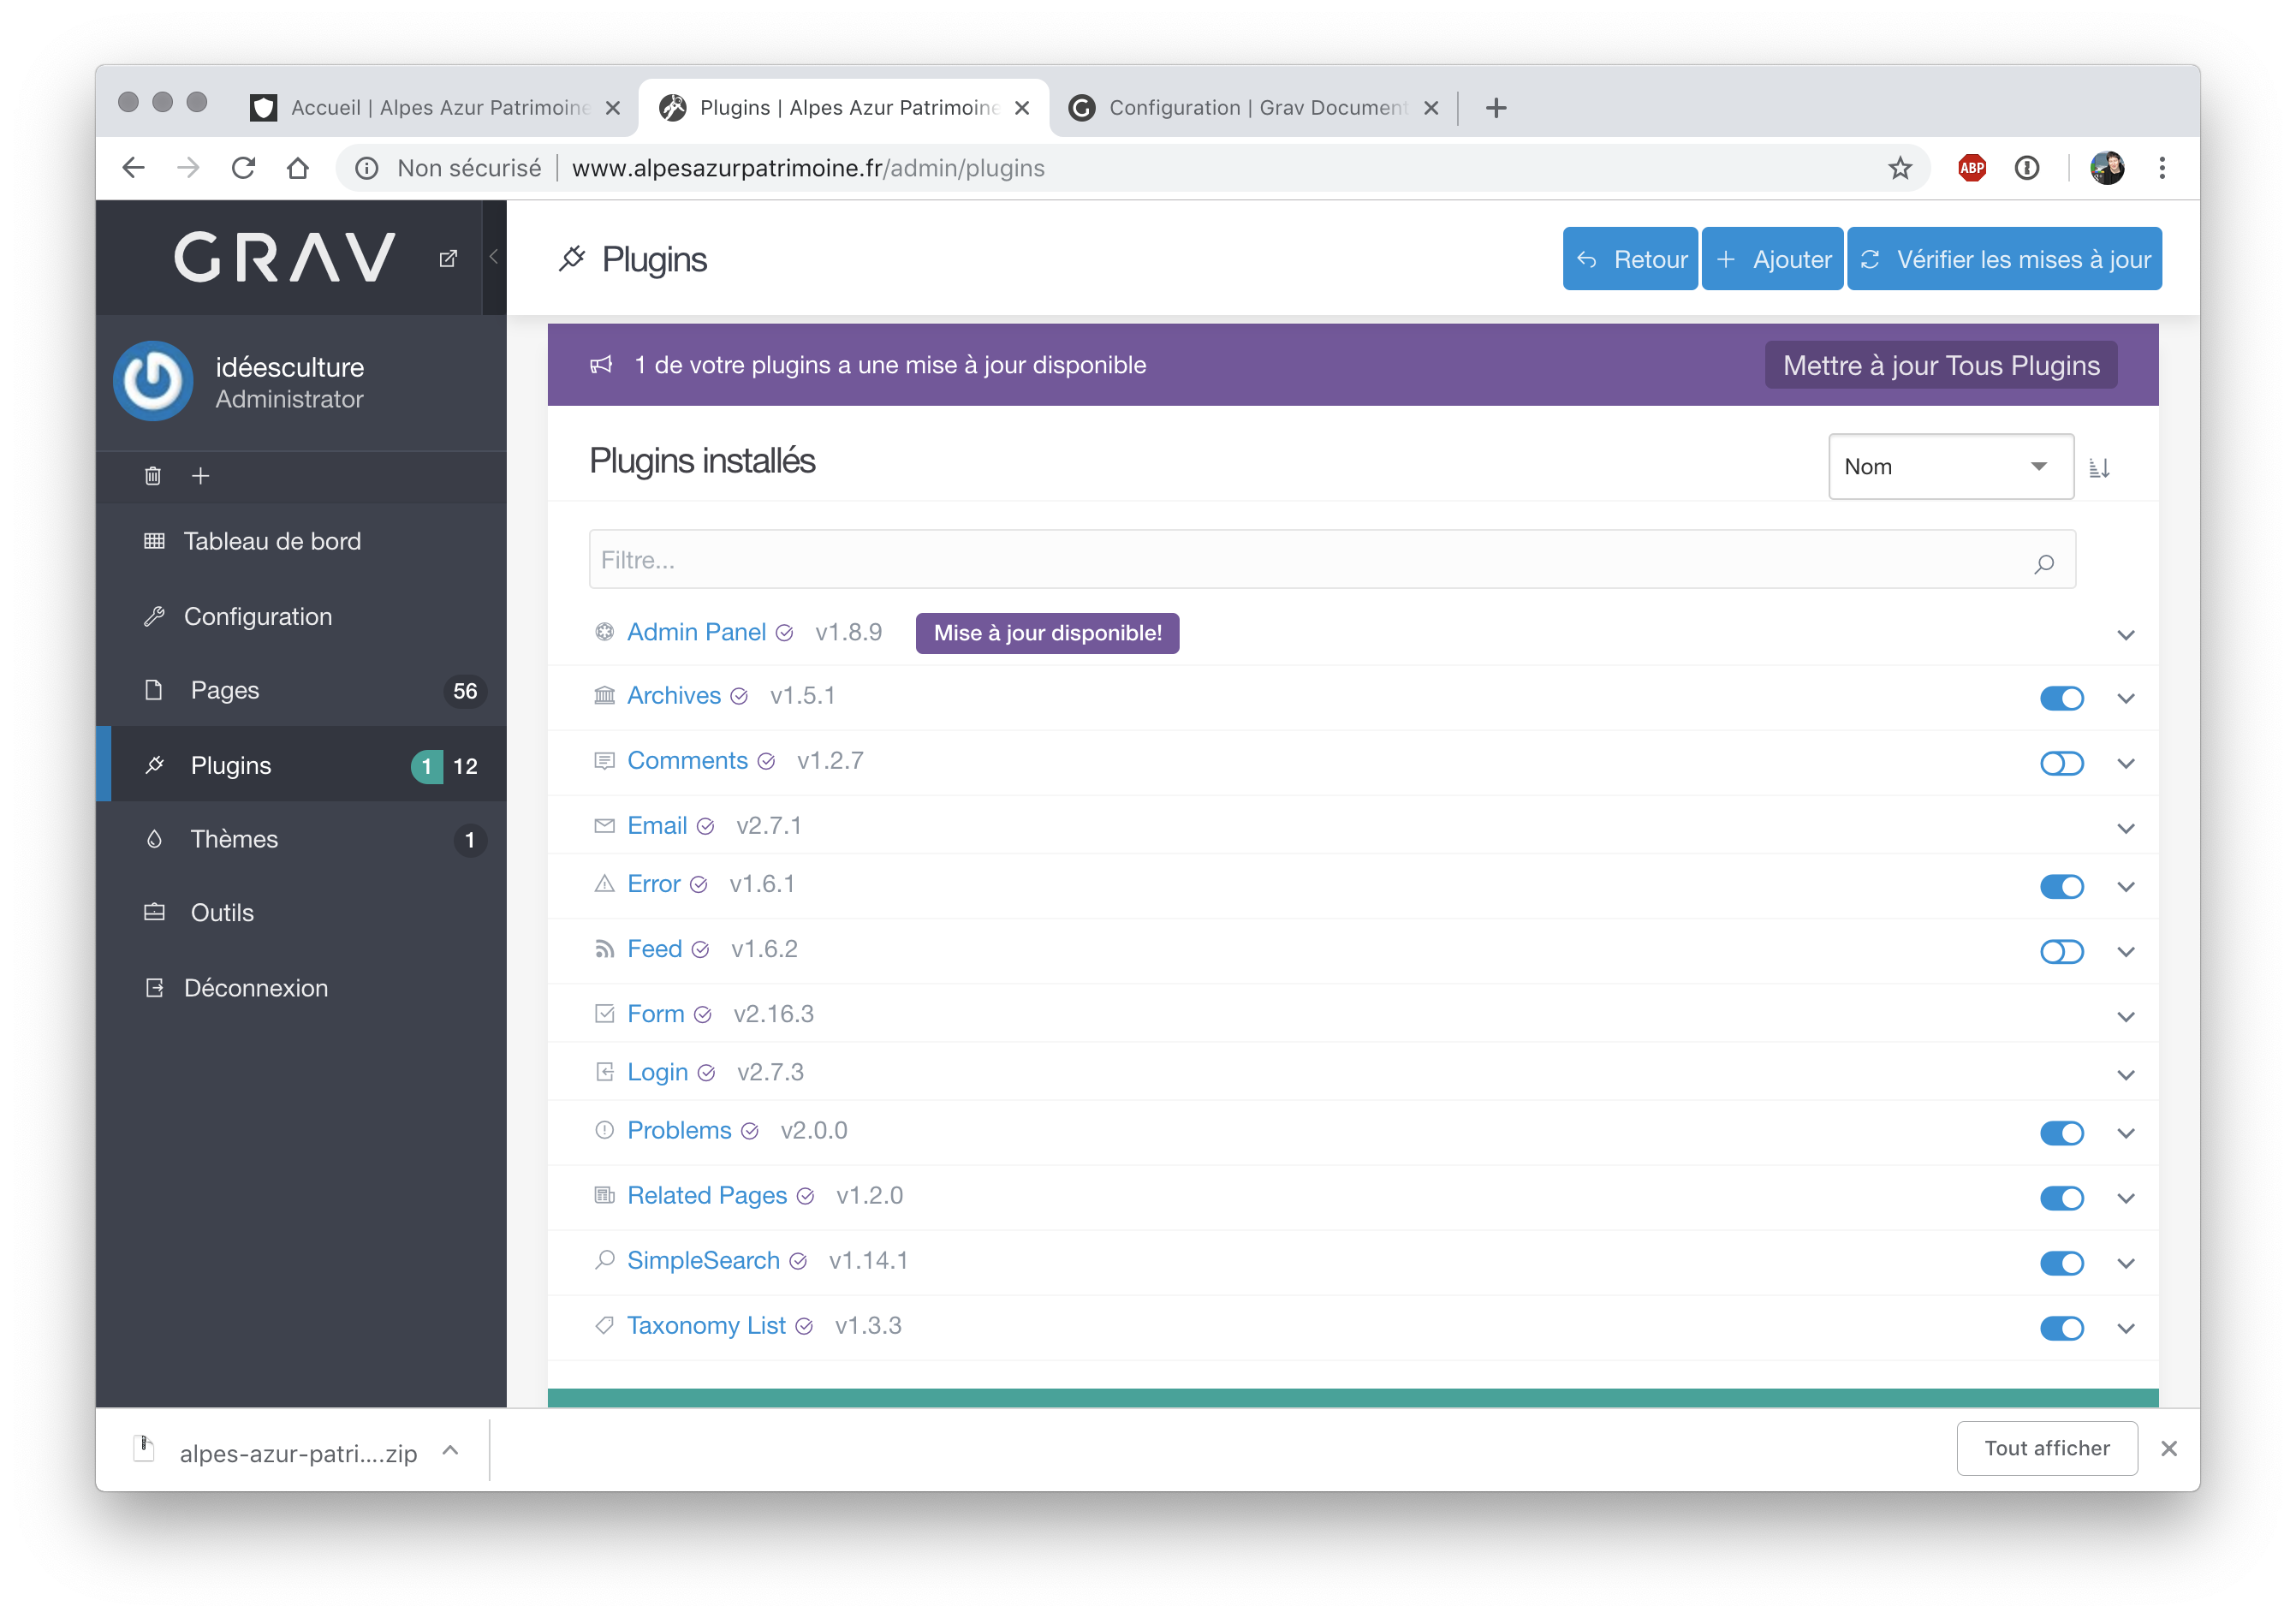 Accueil | Alpes Azur Patrimoine
Plugins | Alpes Azur Patrimoine
Configuration | Grav Document
Non sécurisé
www.alpesazurpatrimoine.fr/admin/plugins
ABP
GRAV
Plugins
Retour
Ajouter
Vérifier les mises à jour
idéesculture
Administrator
1 de votre plugins a une mise à jour disponible
Mettre à jour Tous Plugins
Plugins installés
Nom
Filtre...
Tableau de bord
Configuration
Pages 56
Plugins 1 12
Thèmes 1
Outils
Déconnexion
Admin Panel v1.8.9 Mise à jour disponible!
Archives v1.5.1
Comments v1.2.7
Email v2.7.1
Error v1.6.1
Feed v1.6.2
Form v2.16.3
Login v2.7.3
Problems v2.0.0
Related Pages v1.2.0
SimpleSearch v1.14.1
Taxonomy List v1.3.3
alpes-azur-patri....zip
Tout afficher